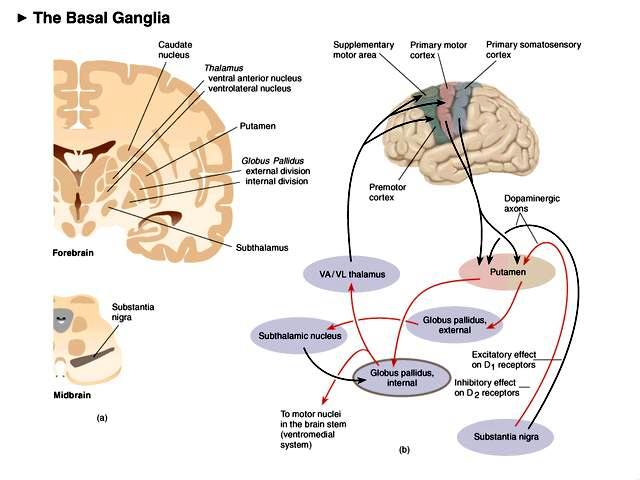 ► The Basal Ganglia
Caudate
nucleus
Thalamus
ventral anterior nucleus
ventrolateral nucleus
Putamen
Globus Pallidus
external division
internal division
Subthalamus
Forebrain
Substantia
nigra
Midbrain
(a)
Supplementary
motor area
Primary motor
cortex
Primary somatosensory
cortex
Premotor
cortex
Dopaminergic
axons
VA/VL thalamus
Putamen
Globus pallidus,
external
Subthalamic nucleus
Globus pallidus,
internal
Excitatory effect
on D1 receptors
Inhibitory effect
on D2 receptors
To motor nuclei
in the brain stem
(ventromedial
system)
Substantia nigra
(b)